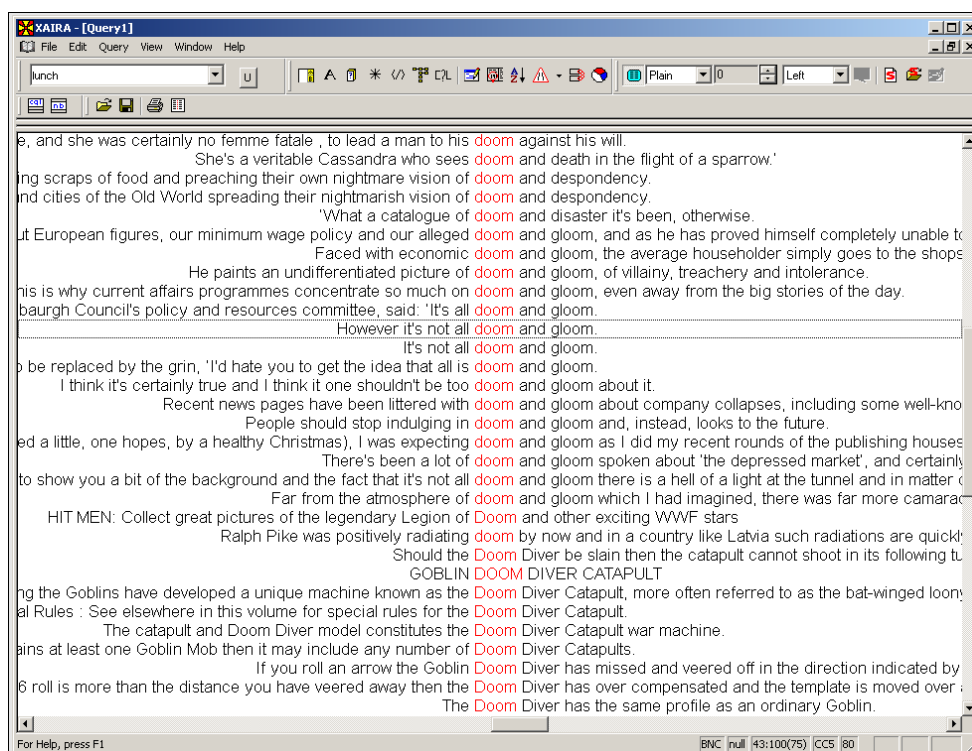 XAIRA - [Query1]
File Edit Query View Window Help
lunch U A Plain 0 Left
cql nb
e, and she was certainly no femme fatale , to lead a man to his doom against his will.
She's a veritable Cassandra who sees doom and death in the flight of a sparrow.'
ing scraps of food and preaching their own nightmare vision of doom and despondency.
nd cities of the Old World spreading their nightmarish vision of doom and despondency.
'What a catalogue of doom and disaster it's been, otherwise.
ut European figures, our minimum wage policy and our alleged doom and gloom, and as he has proved himself completely unable to
Faced with economic doom and gloom, the average householder simply goes to the shops
He paints an undifferentiated picture of doom and gloom, of villainy, treachery and intolerance.
his is why current affairs programmes concentrate so much on doom and gloom, even away from the big stories of the day.
baurgh Council's policy and resources committee, said: 'It's all doom and gloom.
However it's not all doom and gloom.
It's not all doom and gloom.
o be replaced by the grin, 'I'd hate you to get the idea that all is doom and gloom.
I think it's certainly true and I think it one shouldn't be too doom and gloom about it.
Recent news pages have been littered with doom and gloom about company collapses, including some well-kno
People should stop indulging in doom and gloom and, instead, looks to the future.
ed a little, one hopes, by a healthy Christmas), I was expecting doom and gloom as I did my recent rounds of the publishing houses
There's been a lot of doom and gloom spoken about 'the depressed market', and certainly
to show you a bit of the background and the fact that it's not all doom and gloom there is a hell of a light at the tunnel and in matter
Far from the atmosphere of doom and gloom which I had imagined, there was far more camarad
HIT MEN: Collect great pictures of the legendary Legion of Doom and other exciting WWF stars
Ralph Pike was positively radiating doom by now and in a country like Latvia such radiations are quickly
Should the Doom Diver be slain then the catapult cannot shoot in its following tu
GOBLIN DOOM DIVER CATAPULT
ng the Goblins have developed a unique machine known as the Doom Diver Catapult, more often referred to as the bat-winged loony
al Rules : See elsewhere in this volume for special rules for the Doom Diver Catapult.
The catapult and Doom Diver model constitutes the Doom Diver Catapult war machine.
ains at least one Goblin Mob then it may include any number of Doom Diver Catapults.
If you roll an arrow the Goblin Doom Diver has missed and veered off in the direction indicated by
6 roll is more than the distance you have veered away then the Doom Diver has over compensated and the template is moved over
The Doom Diver has the same profile as an ordinary Goblin.
For Help, press F1 BNC null 43:100(75) CC5 80